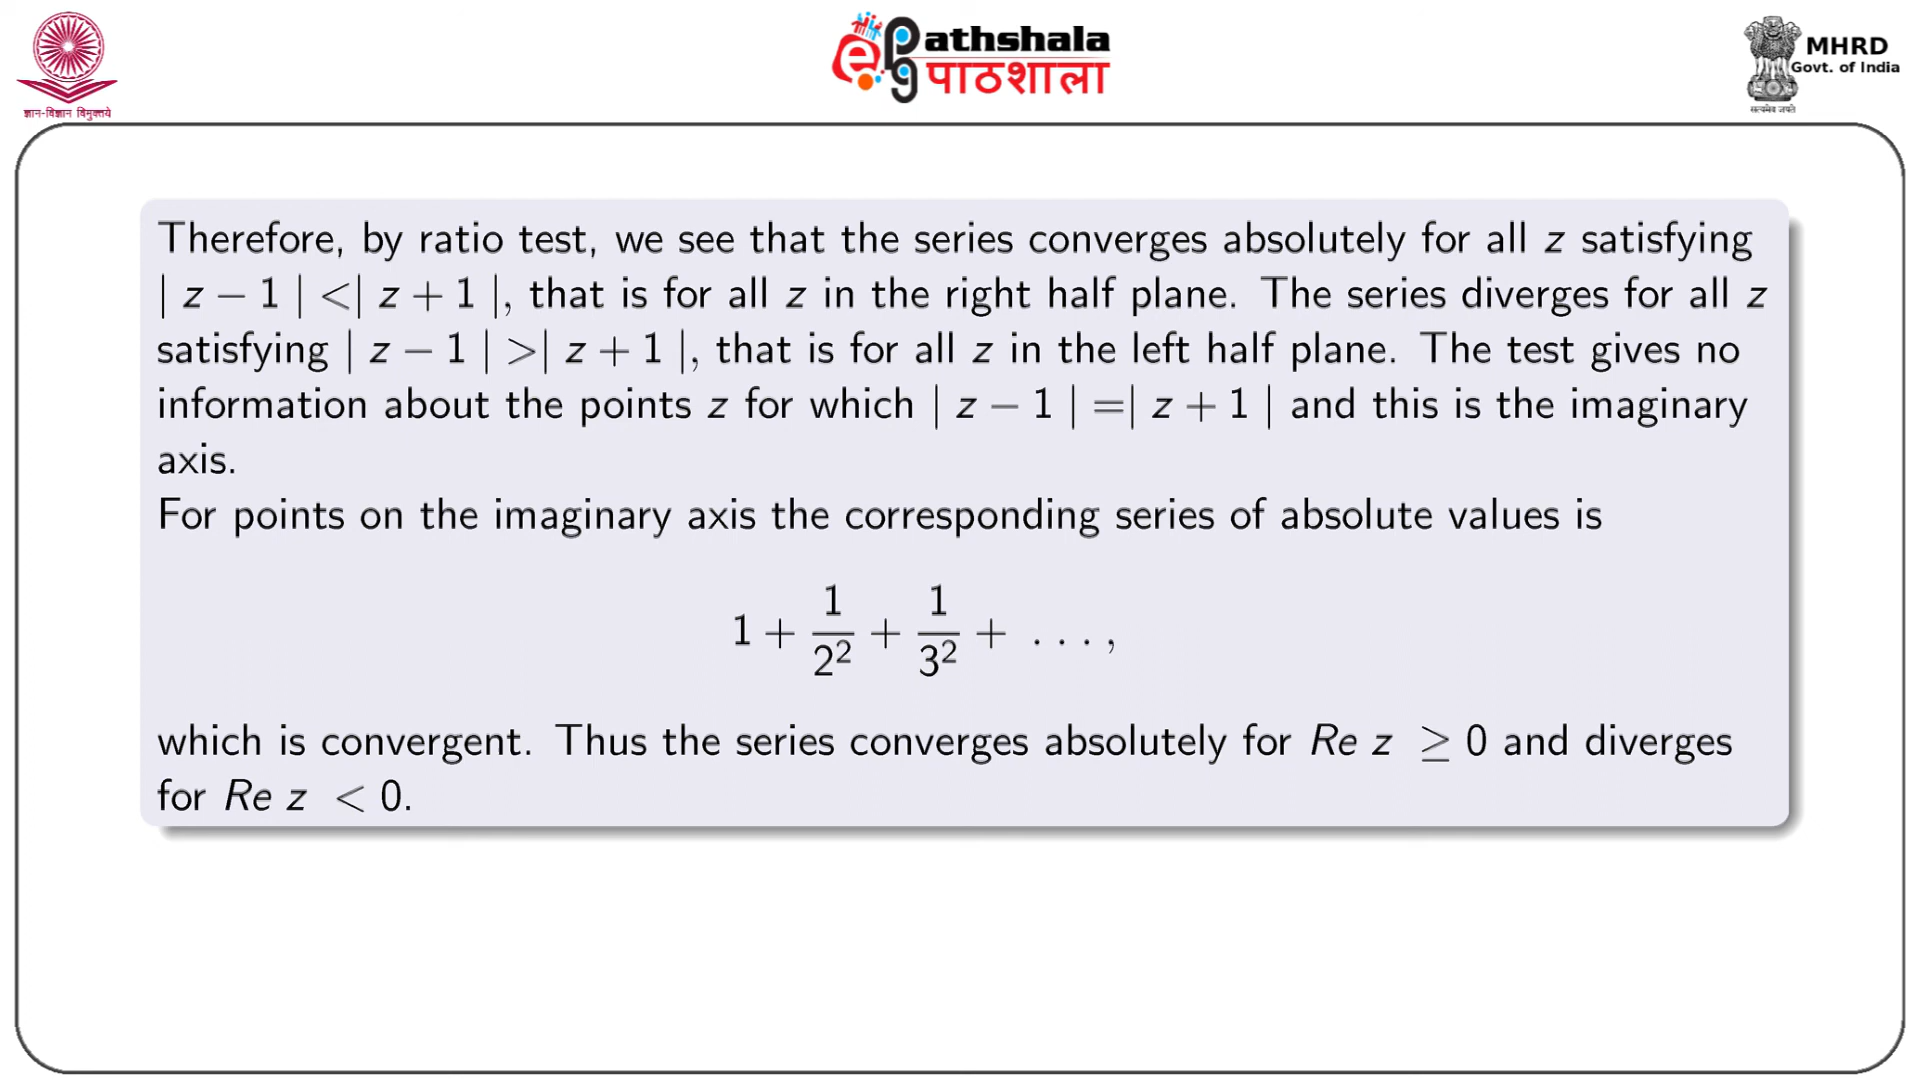 ज्ञान-विज्ञान विमुक्तये
ePg Pathshala
पाठशाला
MHRD
Govt. of India
सत्यमेव जयते
Therefore, by ratio test, we see that the series converges absolutely for all z satisfying
| z − 1 | <| z + 1 |, that is for all z in the right half plane. The series diverges for all z
satisfying | z − 1 | >| z + 1 |, that is for all z in the left half plane. The test gives no
information about the points z for which | z − 1 | =| z + 1 | and this is the imaginary
axis.
For points on the imaginary axis the corresponding series of absolute values is
1 + 1/2² + 1/3² + . . . ,
which is convergent. Thus the series converges absolutely for Re z ≥ 0 and diverges
for Re z < 0.